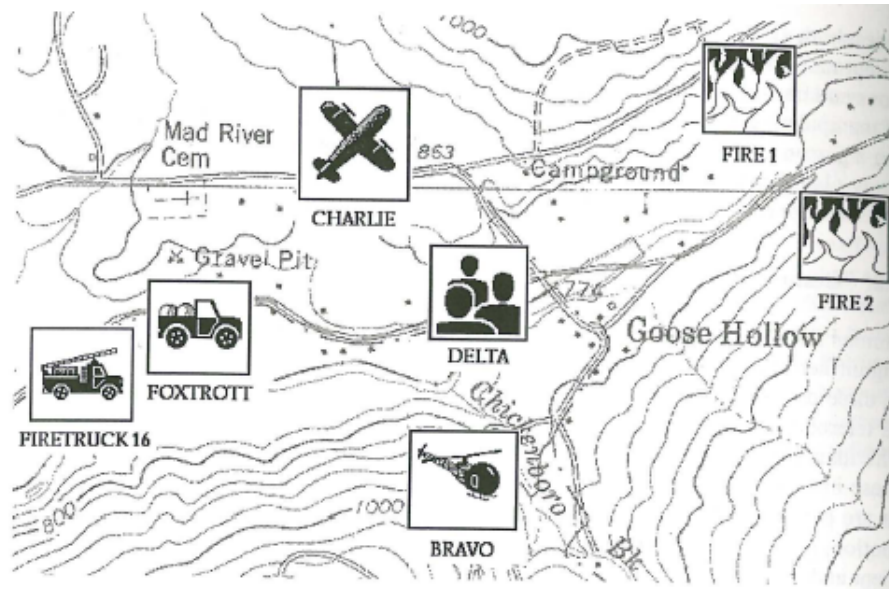 1000
FIRE 1
Mad River
Cem
863
Campground
CHARLIE
Gravel Pit
FIRE 2
776
Goose Hollow
DELTA
FOXTROTT
FIRETRUCK 16
Chickenboro
800
1000
BRAVO
Bk